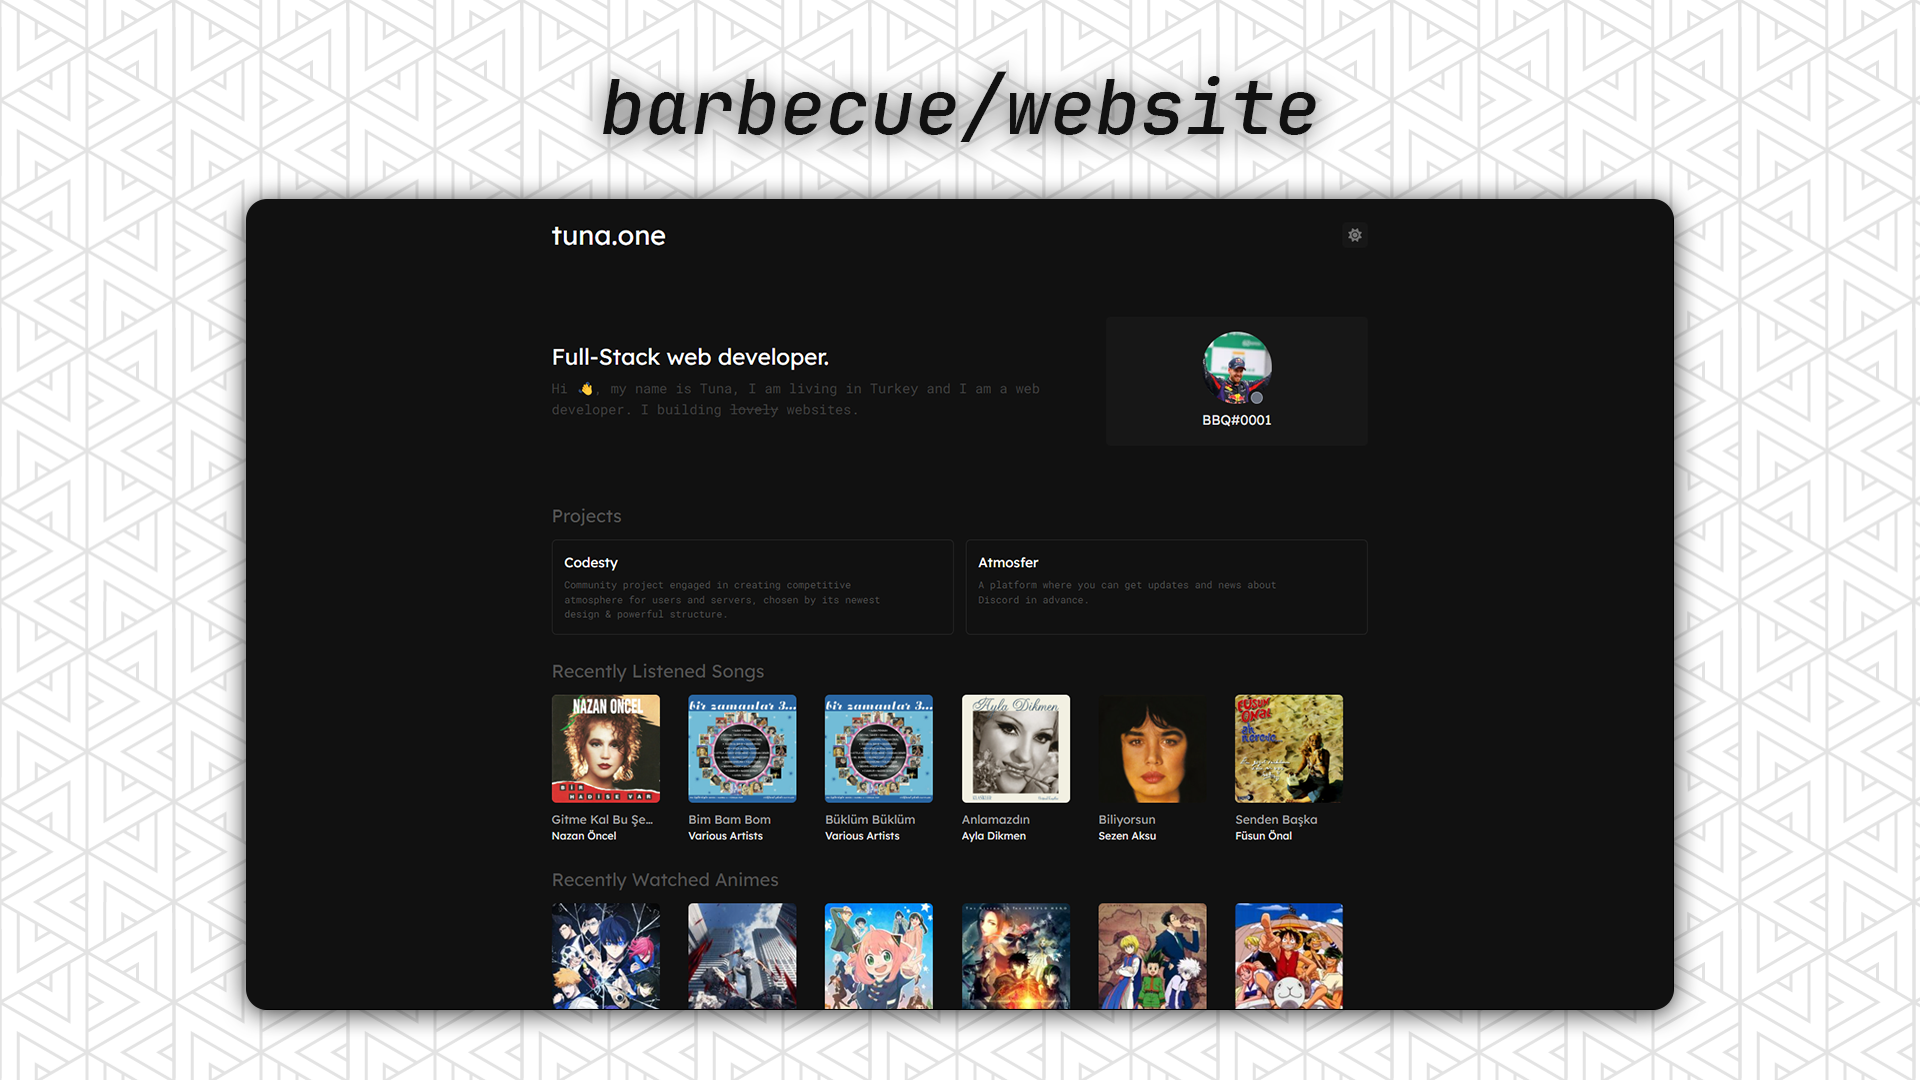 barbecue/website
tuna.one
Full-Stack web developer.
Hi 👋, my name is Tuna, I am living in Turkey and I am a web
developer. I building lovely websites.
BBQ#0001
Projects
Codesty
Community project engaged in creating competitive
atmosphere for users and servers, chosen by its newest
design & powerful structure.
Atmosfer
A platform where you can get updates and news about
Discord in advance.
Recently Listened Songs
NAZAN ÖNCEL
BİR
HADİSE VAR
bir zamanlar 3...
bir zamanlar 3...
Ayla Dikmen
FÜSUN
ÖNAL
Gitme Kal Bu Şe...
Nazan Öncel
Bim Bam Bom
Various Artists
Büklüm Büklüm
Various Artists
Anlamazdın
Ayla Dikmen
Biliyorsun
Sezen Aksu
Senden Başka
Füsun Önal
Recently Watched Animes